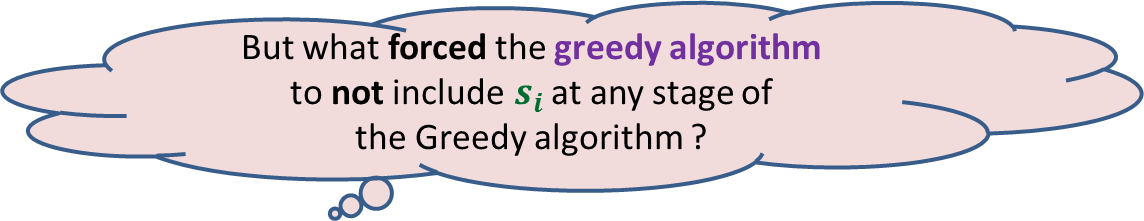 But what forced the greedy algorithm
to not include sᵢ at any stage of
the Greedy algorithm ?